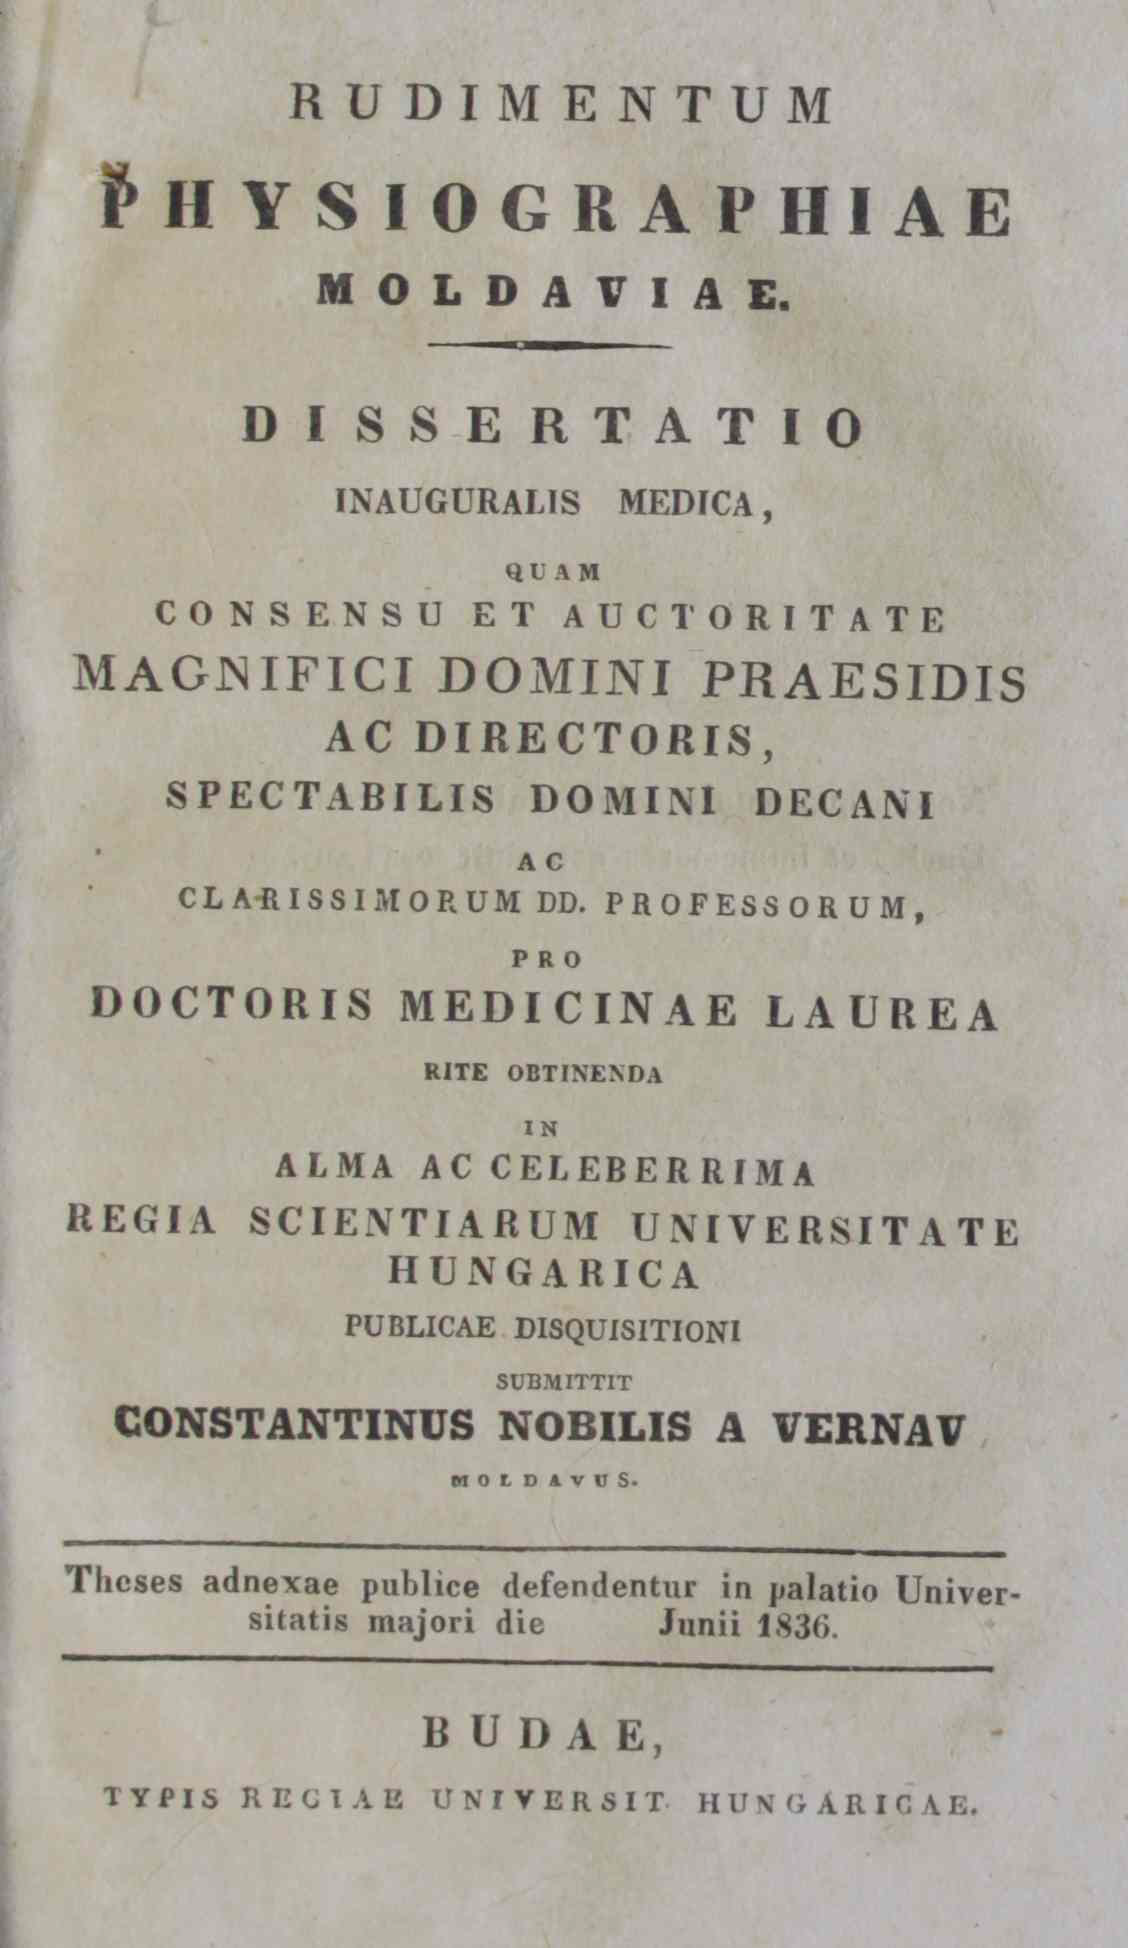 RUDIMENTUM
PHYSIOGRAPHIAE
MOLDAVIAE.
DISSERTATIO
INAUGURALIS MEDICA,
QUAM
CONSENSU ET AUCTORITATE
MAGNIFICI DOMINI PRAESIDIS
AC DIRECTORIS,
SPECTABILIS DOMINI DECANI
AC
CLARISSIMORUM DD. PROFESSORUM,
PRO
DOCTORIS MEDICINAE LAUREA
RITE OBTINENDA
IN
ALMA AC CELEBERRIMA
REGIA SCIENTIARUM UNIVERSITATE
HUNGARICA
PUBLICAE DISQUISITIONI
SUBMITTIT
CONSTANTINUS NOBILIS A VERNAV
MOLDAVUS.
Theses adnexae publice defendentur in palatio Univer-
sitatis majori die Junii 1836.
BUDAE,
TYPIS REGIAE UNIVERSIT. HUNGARICAE.